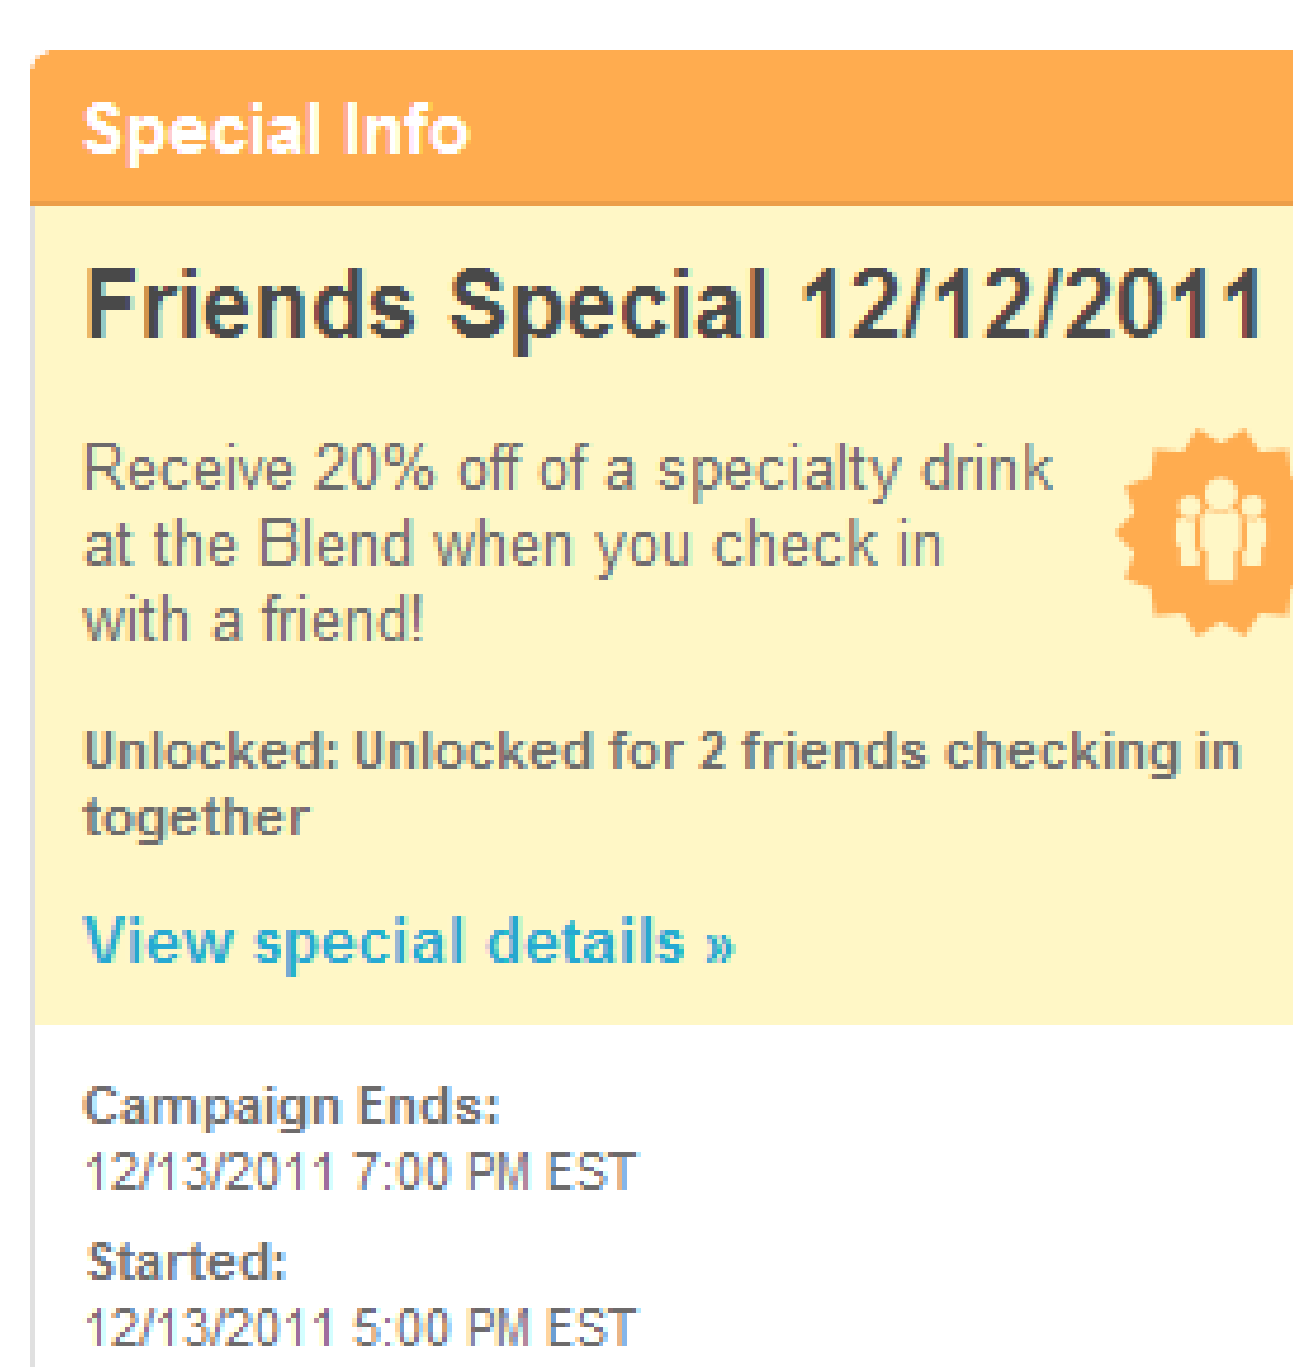 Special Info
Friends Special 12/12/2011
Receive 20% off of a specialty drink
at the Blend when you check in
with a friend!
Unlocked: Unlocked for 2 friends checking in
together
View special details »
Campaign Ends:
12/13/2011 7:00 PM EST
Started:
12/13/2011 5:00 PM EST